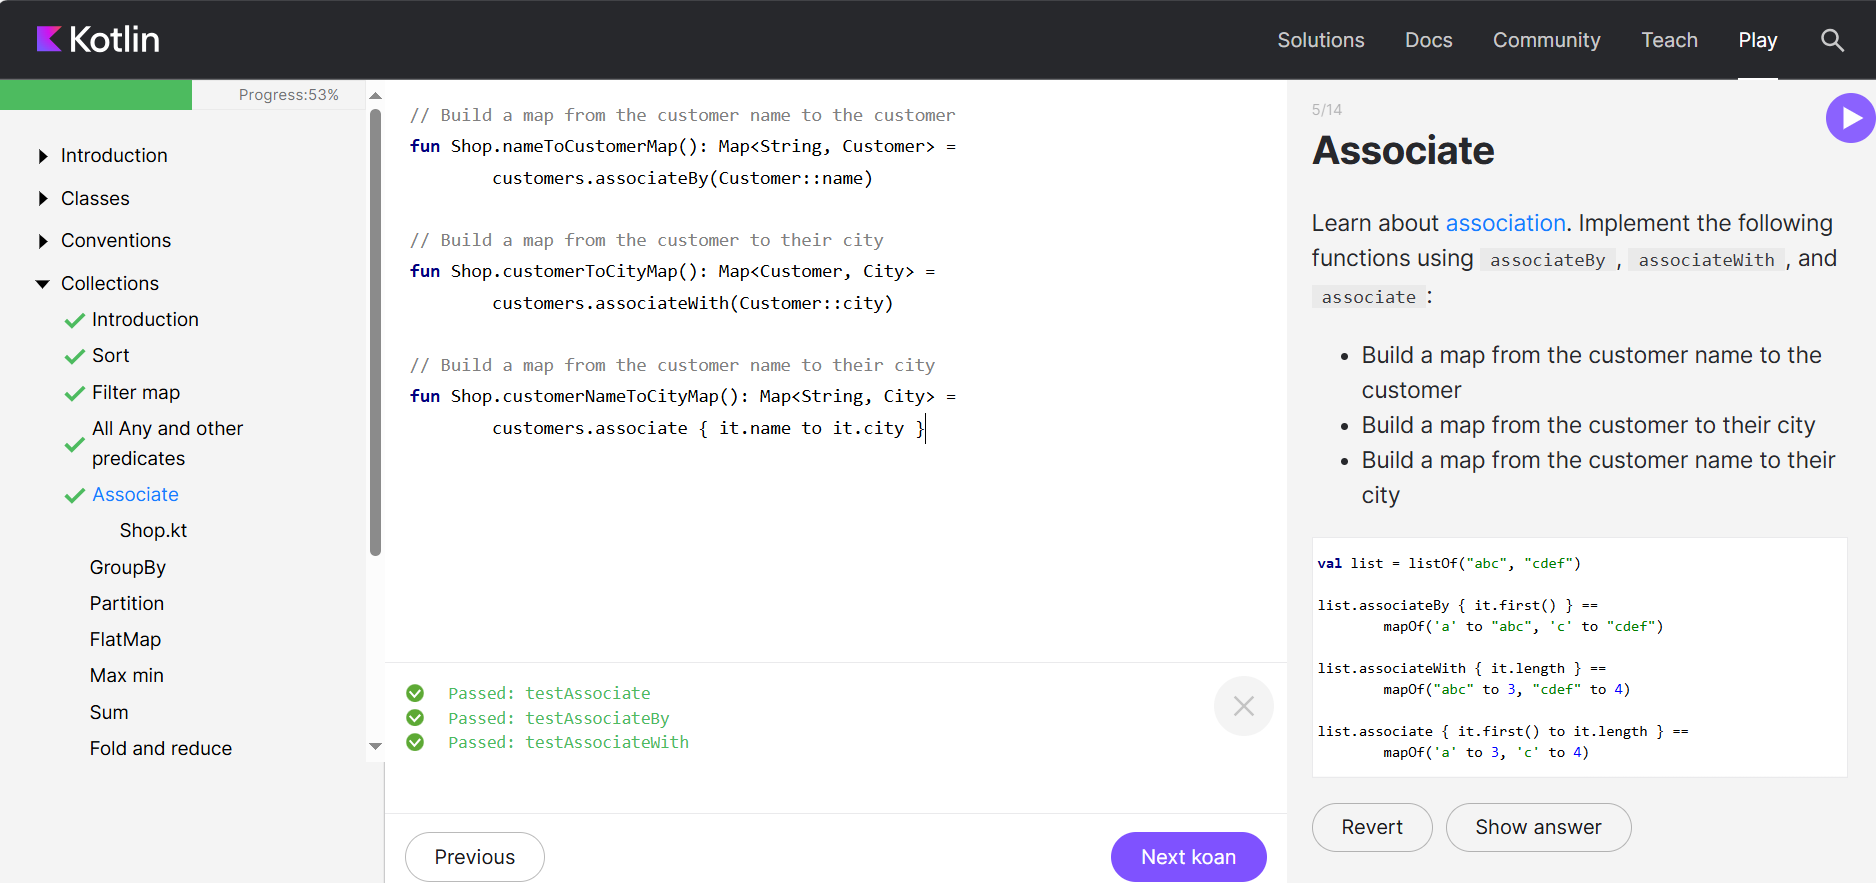 Kotlin
Solutions Docs Community Teach Play
Progress:53%
Introduction
Classes
Conventions
Collections
Introduction
Sort
Filter map
All Any and other
predicates
Associate
Shop.kt
GroupBy
Partition
FlatMap
Max min
Sum
Fold and reduce
// Build a map from the customer name to the customer
fun Shop.nameToCustomerMap(): Map<String, Customer> =
        customers.associateBy(Customer::name)
// Build a map from the customer to their city
fun Shop.customerToCityMap(): Map<Customer, City> =
        customers.associateWith(Customer::city)
// Build a map from the customer name to their city
fun Shop.customerNameToCityMap(): Map<String, City> =
        customers.associate { it.name to it.city }
Passed: testAssociate
Passed: testAssociateBy
Passed: testAssociateWith
Previous
Next koan
5/14
Associate
Learn about association. Implement the following
functions using associateBy , associateWith , and
associate :
• Build a map from the customer name to the
customer
• Build a map from the customer to their city
• Build a map from the customer name to their
city
val list = listOf("abc", "cdef")
list.associateBy { it.first() } ==
        mapOf('a' to "abc", 'c' to "cdef")
list.associateWith { it.length } ==
        mapOf("abc" to 3, "cdef" to 4)
list.associate { it.first() to it.length } ==
        mapOf('a' to 3, 'c' to 4)
Revert
Show answer